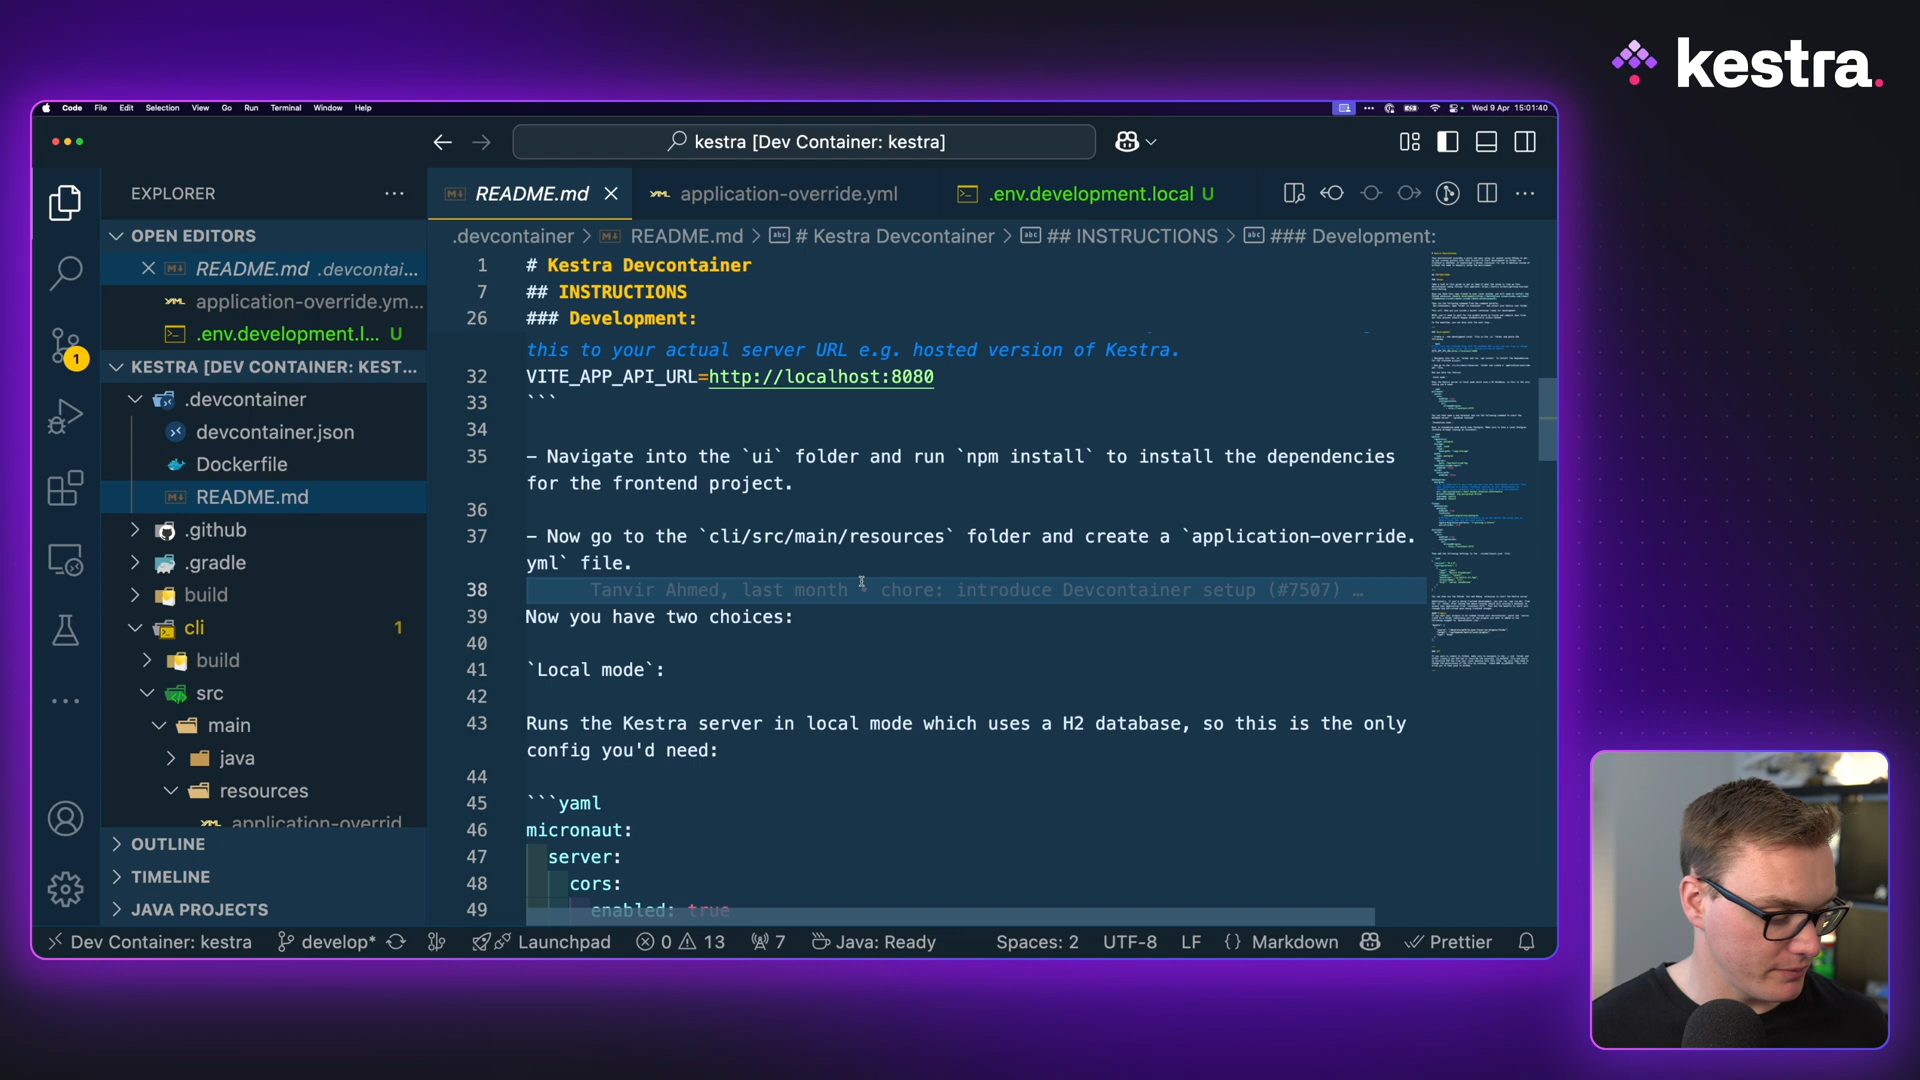 kestra.
Code File Edit Selection View Go Run Terminal Window Help
Wed 9 Apr 15:01:40
kestra [Dev Container: kestra]
EXPLORER
README.md
application-override.yml
.env.development.local U
.devcontainer > README.md > # Kestra Devcontainer > ## INSTRUCTIONS > ### Development:
OPEN EDITORS
README.md .devcontai...
application-override.ym...
.env.development.l... U
KESTRA [DEV CONTAINER: KEST...
.devcontainer
devcontainer.json
Dockerfile
README.md
.github
.gradle
build
cli 1
build
src
main
java
resources
application-overrid
OUTLINE
TIMELINE
JAVA PROJECTS
1
1 # Kestra Devcontainer
7 ## INSTRUCTIONS
26 ### Development:
this to your actual server URL e.g. hosted version of Kestra.
32 VITE_APP_API_URL=http://localhost:8080
33 ```
34
35 - Navigate into the `ui` folder and run `npm install` to install the dependencies
for the frontend project.
36
37 - Now go to the `cli/src/main/resources` folder and create a `application-override.
yml` file.
38 Tanvir Ahmed, last month • chore: introduce Devcontainer setup (#7507) …
39 Now you have two choices:
40
41 `Local mode`:
42
43 Runs the Kestra server in local mode which uses a H2 database, so this is the only
config you'd need:
44
45 ```yaml
46 micronaut:
47 server:
48 cors:
49 enabled: true
Dev Container: kestra develop* Launchpad 0 13 7 Java: Ready Spaces: 2 UTF-8 LF {} Markdown Prettier